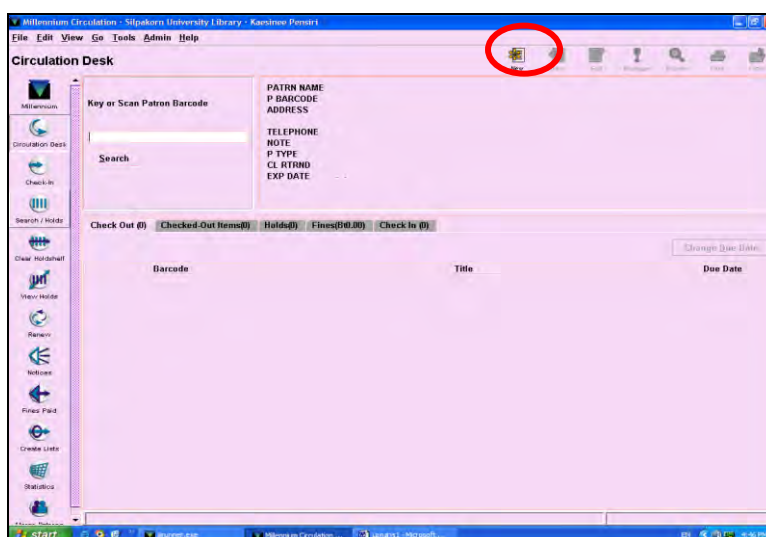 Millennium Circulation - Silpakorn University Library - Kaesinee Pensiri
File Edit View Go Tools Admin Help
Circulation Desk
New
Millennium
Circulation Desk
Check-In
Search / Holds
Clear Holdshelf
View Holds
Renew
Notices
Fines Paid
Create Lists
Statistics
Key or Scan Patron Barcode
Search
PATRN NAME
P BARCODE
ADDRESS
TELEPHONE
NOTE
P TYPE
CL RTRND
EXP DATE
Check Out (0) Checked-Out Items(0) Holds(0) Fines(Bt0.00) Check In (0)
Change Due Date
Barcode Title Due Date
start
Millennium Circulation ...
EN